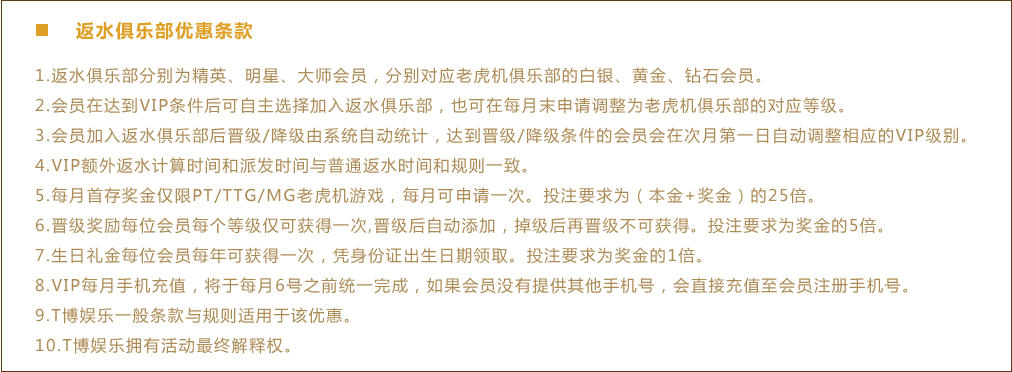 返水俱乐部优惠条款
1.返水俱乐部分别为精英、明星、大师会员，分别对应老虎机俱乐部的白银、黄金、钻石会员。
2.会员在达到VIP条件后可自主选择加入返水俱乐部，也可在每月末申请调整为老虎机俱乐部的对应等级。
3.会员加入返水俱乐部后晋级/降级由系统自动统计，达到晋级/降级条件的会员会在次月第一日自动调整相应的VIP级别。
4.VIP额外返水计算时间和派发时间与普通返水时间和规则一致。
5.每月首存奖金仅限PT/TTG/MG老虎机游戏，每月可申请一次。投注要求为（本金+奖金）的25倍。
6.晋级奖励每位会员每个等级仅可获得一次,晋级后自动添加，掉级后再晋级不可获得。投注要求为奖金的5倍。
7.生日礼金每位会员每年可获得一次，凭身份证出生日期领取。投注要求为奖金的1倍。
8.VIP每月手机充值，将于每月6号之前统一完成，如果会员没有提供其他手机号，会直接充值至会员注册手机号。
9.T博娱乐一般条款与规则适用于该优惠。
10.T博娱乐拥有活动最终解释权。